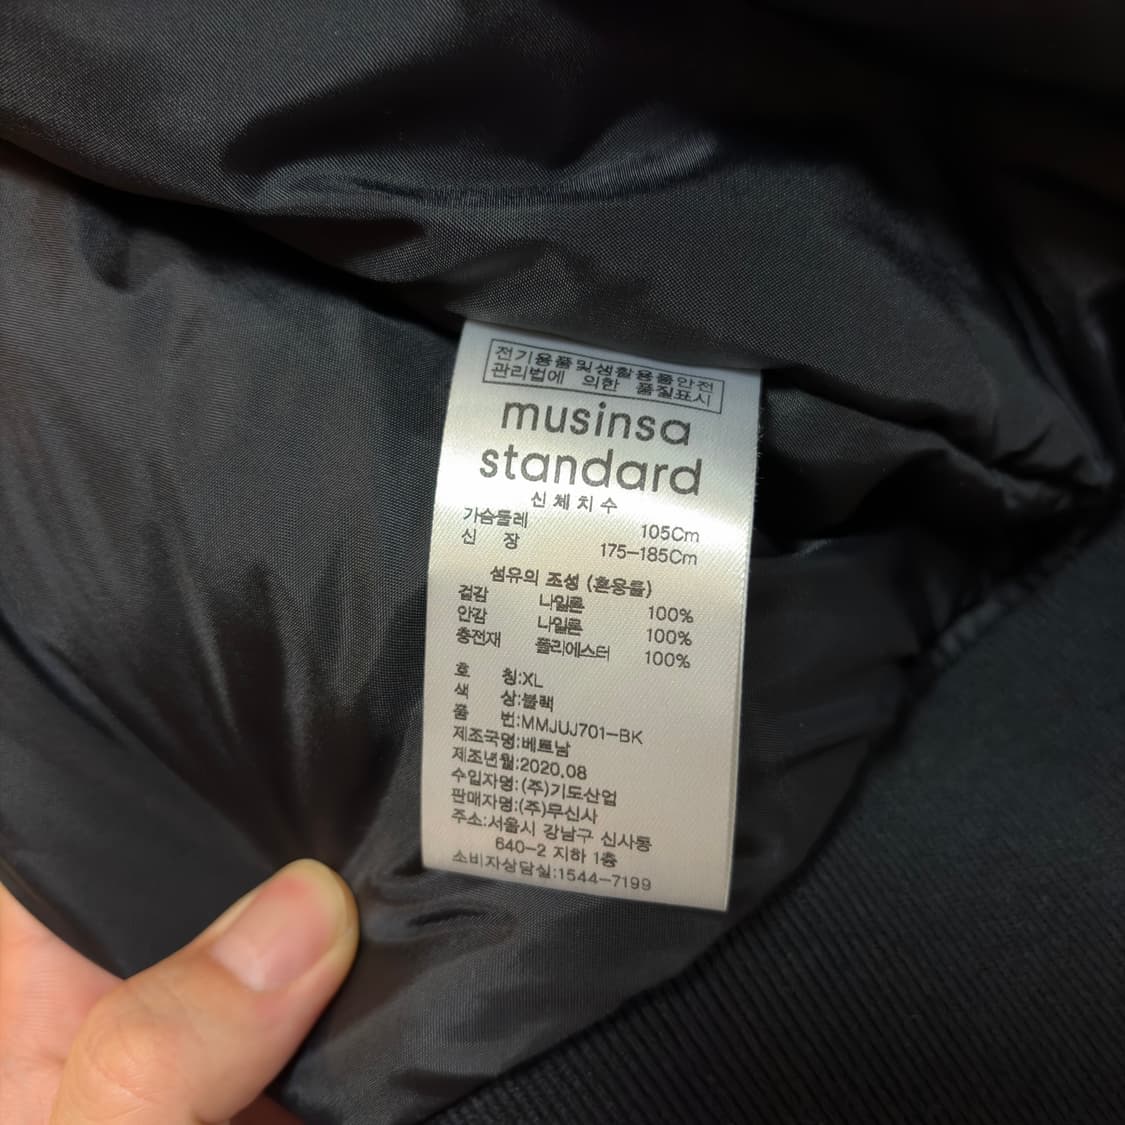 전기용품및생활용품안전
관리법에 의한 품질표시
musinsa
standard
신체치수
가슴둘레 105Cm
신 장 175-185Cm
섬유의 조성 (혼용률)
겉감 나일론 100%
안감 나일론 100%
충전재 폴리에스터 100%
호 칭:XL
색 상:블랙
품 번:MMJUJ701-BK
제조국명:베트남
제조년월:2020.08
수입자명:(주)기도산업
판매자명:(주)무신사
주소:서울시 강남구 신사동
640-2 지하 1층
소비자상담실:1544-7199